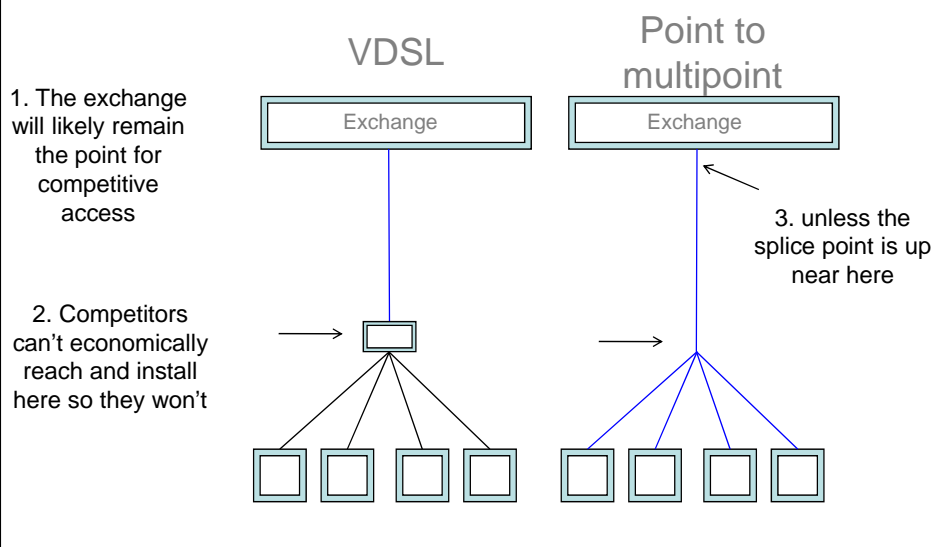 VDSL
Point to
multipoint
1. The exchange
will likely remain
the point for
competitive
access
Exchange
Exchange
3. unless the
splice point is up
near here
2. Competitors
can't economically
reach and install
here so they won't